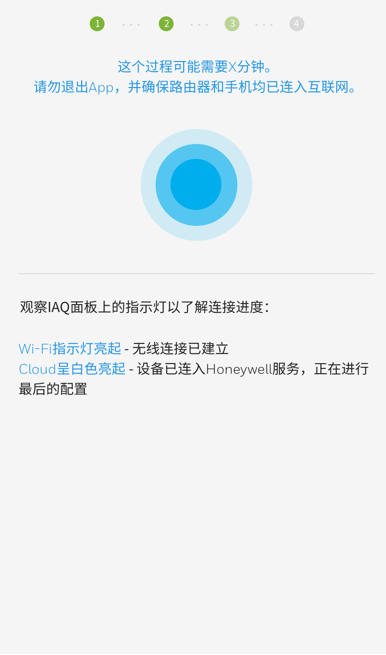 1 ··· 2 ··· 3 ··· 4
这个过程可能需要X分钟。
请勿退出App，并确保路由器和手机均已连入互联网。
观察IAQ面板上的指示灯以了解连接进度：
Wi-Fi指示灯亮起 - 无线连接已建立
Cloud呈白色亮起 - 设备已连入Honeywell服务，正在进行
最后的配置